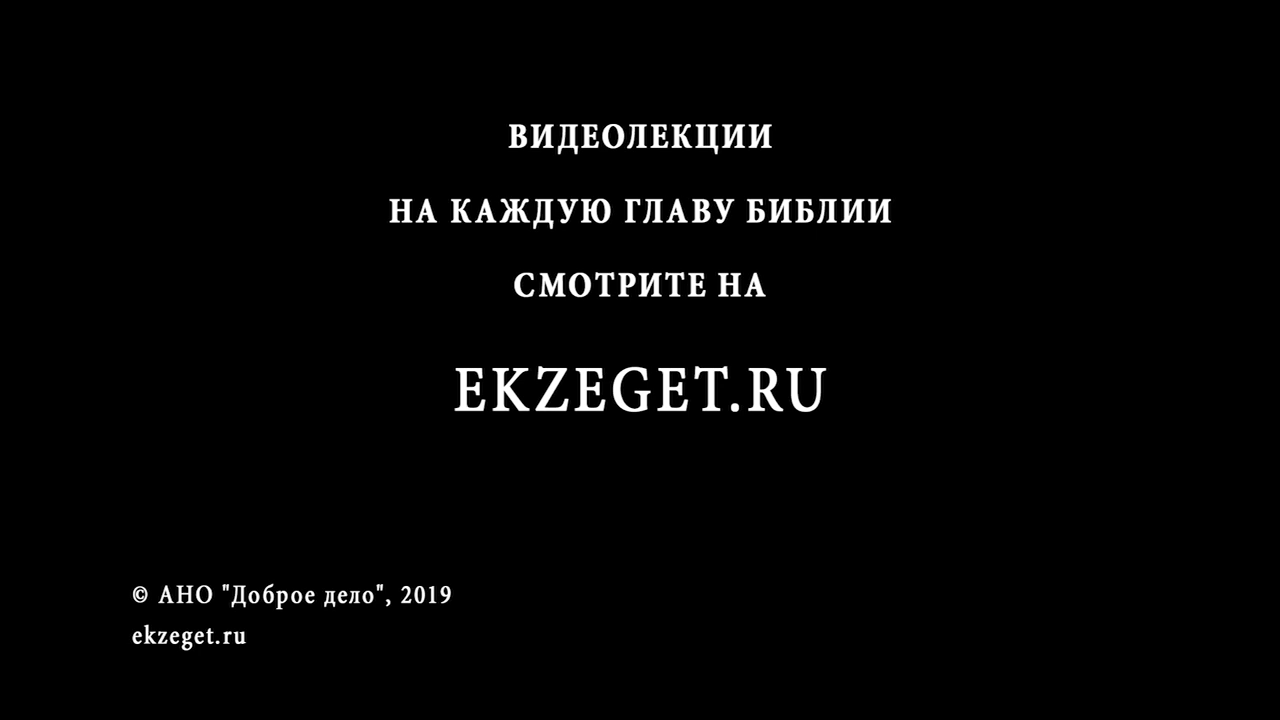 ВИДЕОЛЕКЦИИ
НА КАЖДУЮ ГЛАВУ БИБЛИИ
СМОТРИТЕ НА
EKZEGET.RU
© АНО "Доброе дело", 2019
ekzeget.ru